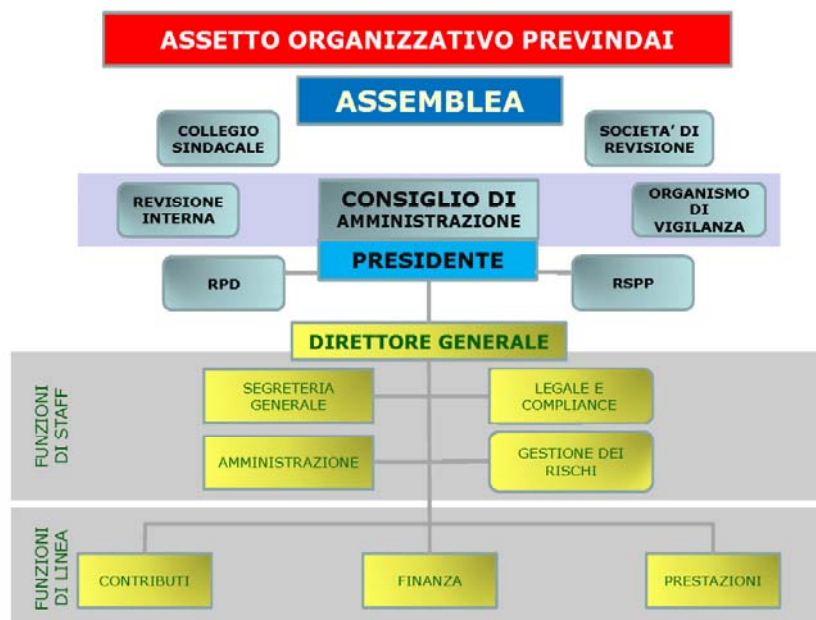 ASSETTO ORGANIZZATIVO PREVINDAI
ASSEMBLEA
COLLEGIO
SINDACALE
SOCIETA’ DI
REVISIONE
REVISIONE
INTERNA
CONSIGLIO DI
AMMINISTRAZIONE
ORGANISMO
DI
VIGILANZA
PRESIDENTE
RPD
RSPP
DIRETTORE GENERALE
FUNZIONI
DI STAFF
SEGRETERIA
GENERALE
LEGALE E
COMPLIANCE
AMMINISTRAZIONE
GESTIONE DEI
RISCHI
FUNZIONI
DI LINEA
CONTRIBUTI
FINANZA
PRESTAZIONI